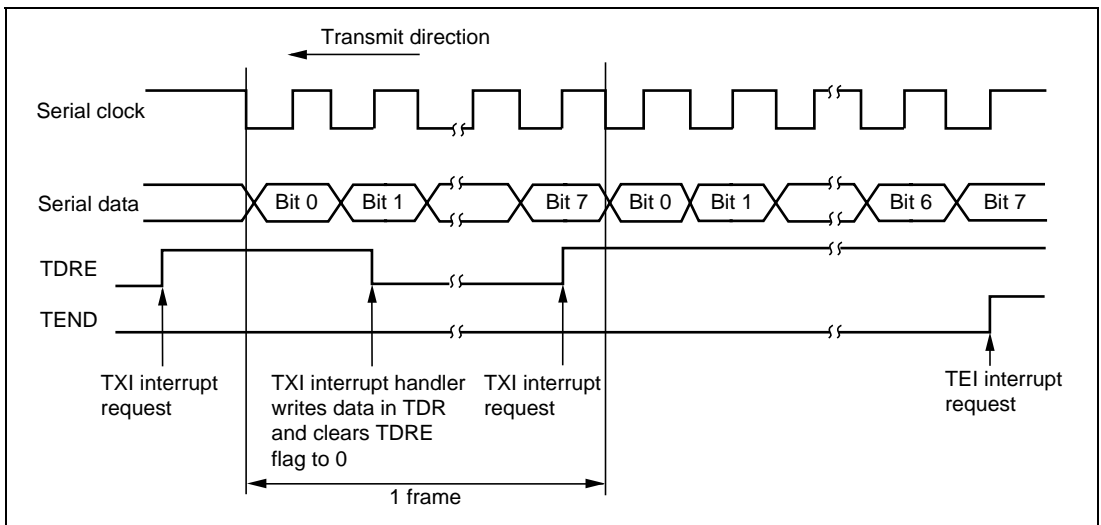 Transmit direction
Serial clock
Serial data
Bit 0
Bit 1
Bit 7
Bit 0
Bit 1
Bit 6
Bit 7
TDRE
TEND
TXI interrupt
request
TXI interrupt handler
writes data in TDR
and clears TDRE
flag to 0
TXI interrupt
request
TEI interrupt
request
1 frame